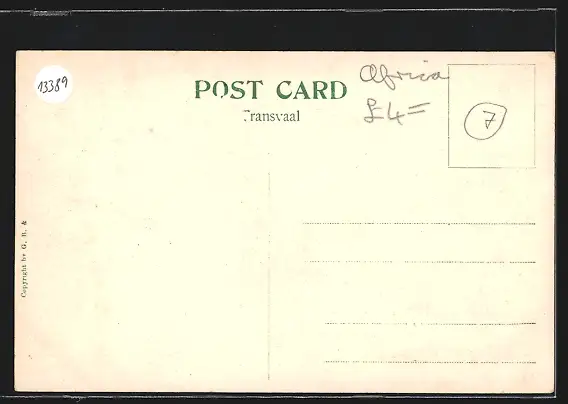 13389
POST CARD
Transvaal
Africa
£4=
7
Copyright by G. B. &